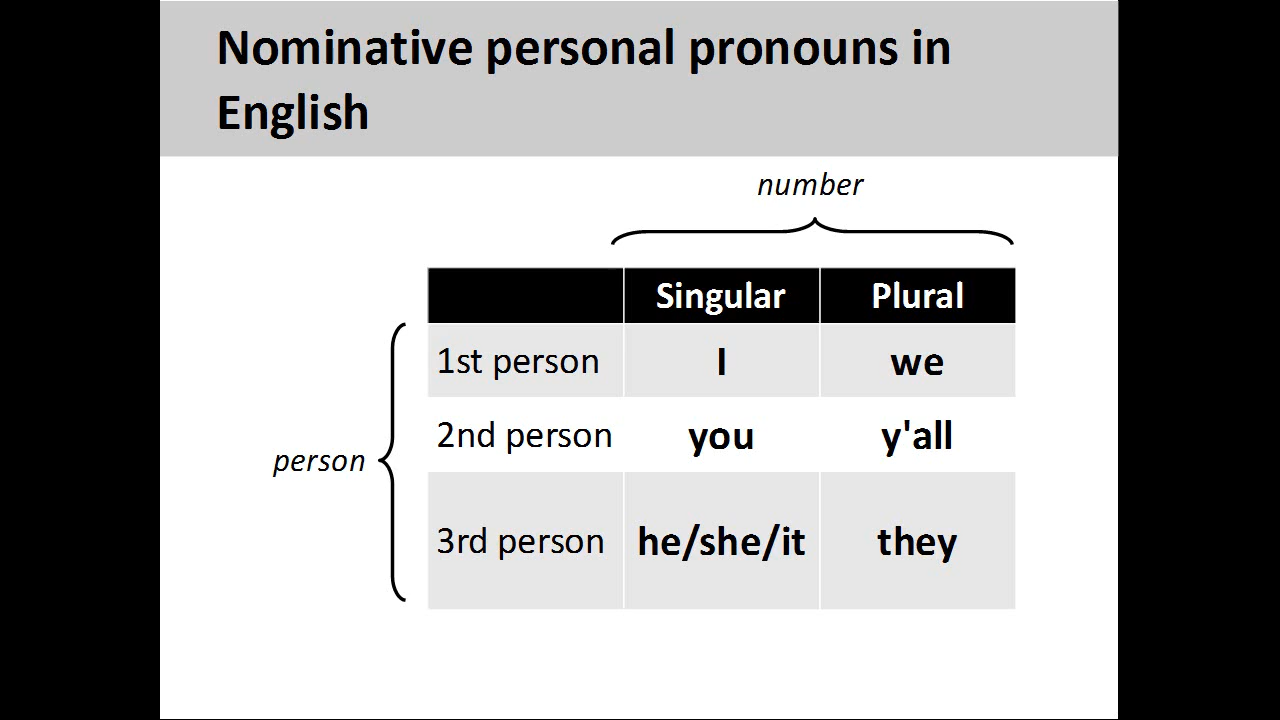 Nominative personal pronouns in
English
number
Singular Plural
1st person I we
2nd person you y'all
person
3rd person he/she/it they